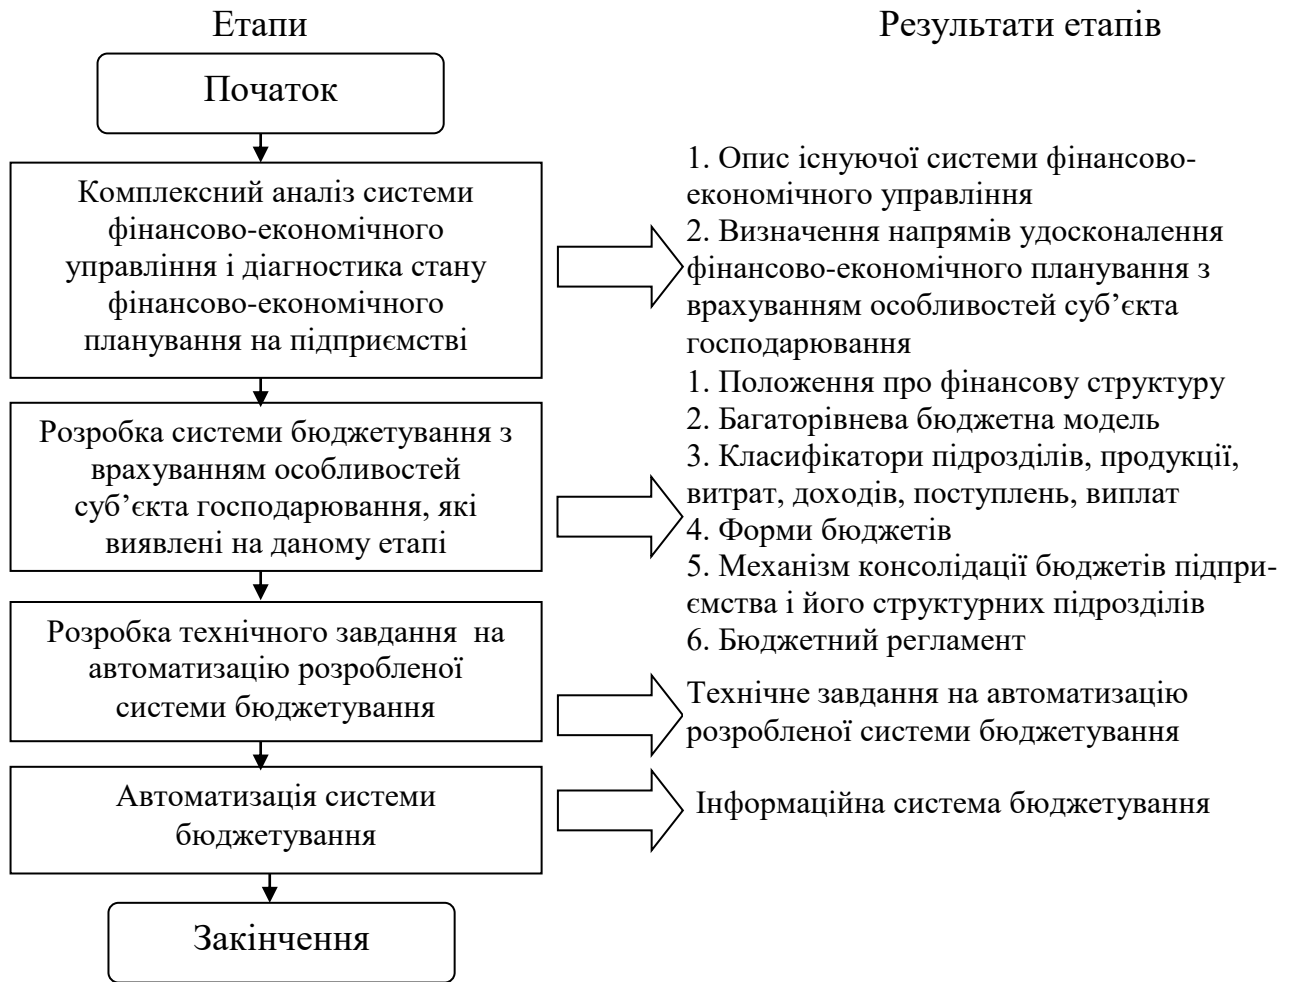 Етапи
Результати етапів
Початок
Комплексний аналіз системи
фінансово-економічного
управління і діагностика стану
фінансово-економічного
планування на підприємстві
1. Опис існуючої системи фінансово-
економічного управління
2. Визначення напрямів удосконалення
фінансово-економічного планування з
врахуванням особливостей суб’єкта
господарювання
Розробка системи бюджетування з
врахуванням особливостей
суб’єкта господарювання, які
виявлені на даному етапі
1. Положення про фінансову структуру
2. Багаторівнева бюджетна модель
3. Класифікатори підрозділів, продукції,
витрат, доходів, поступлень, виплат
4. Форми бюджетів
5. Механізм консолідації бюджетів підпри-
ємства і його структурних підрозділів
6. Бюджетний регламент
Розробка технічного завдання на
автоматизацію розробленої
системи бюджетування
Технічне завдання на автоматизацію
розробленої системи бюджетування
Автоматизація системи
бюджетування
Інформаційна система бюджетування
Закінчення